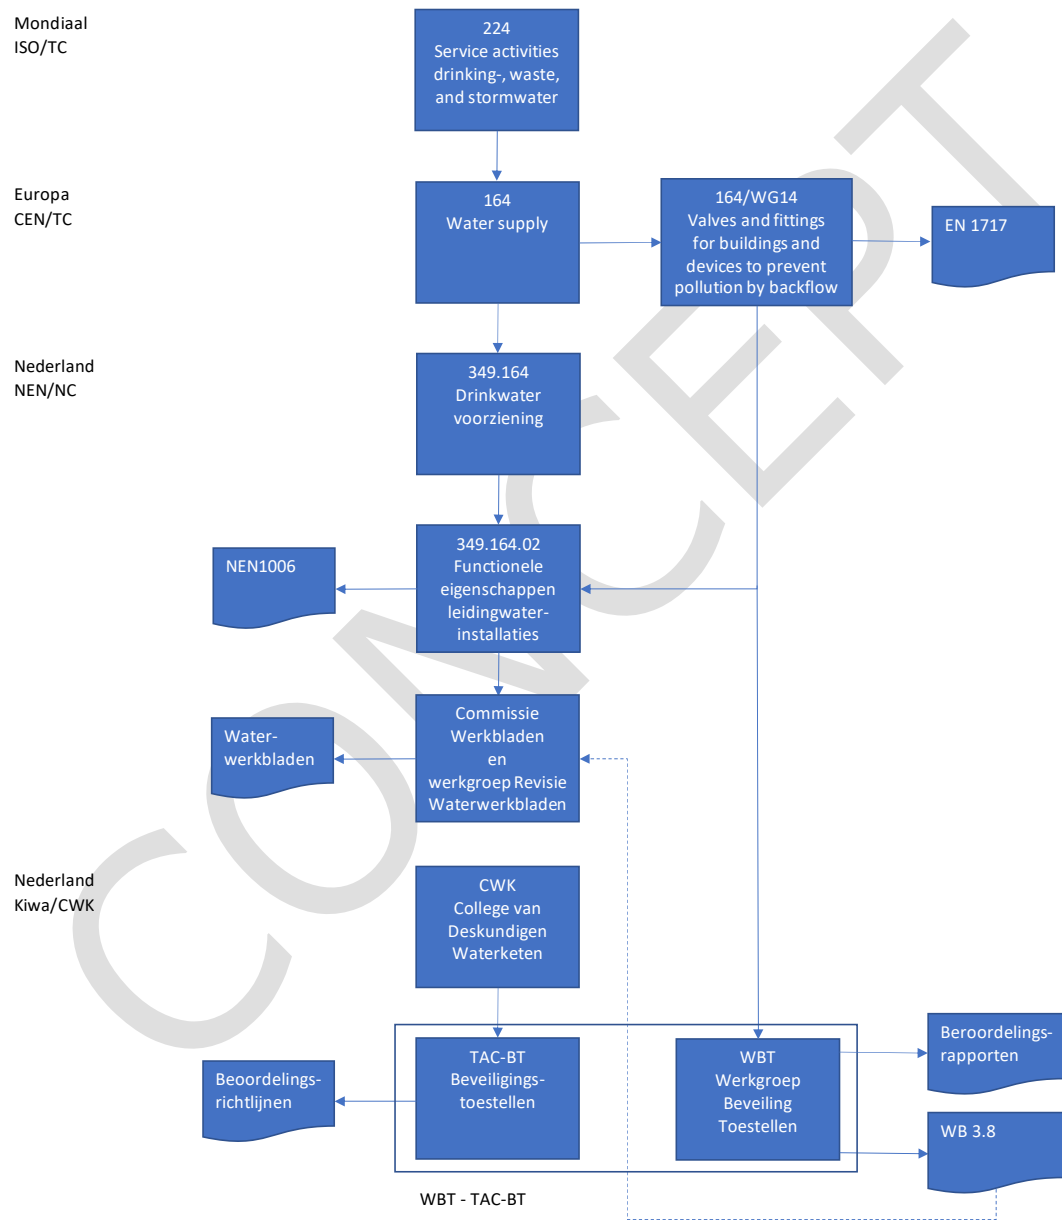 Mondiaal
ISO/TC
224
Service activities
drinking-, waste,
and stormwater
Europa
CEN/TC
164
Water supply
164/WG14
Valves and fittings
for buildings and
devices to prevent
pollution by backflow
EN 1717
Nederland
NEN/NC
349.164
Drinkwater
voorziening
349.164.02
Functionele
eigenschappen
leidingwater-
installaties
NEN1006
Commissie
Werkbladen
en
werkgroep Revisie
Waterwerkbladen
Water-
werkbladen
Nederland
Kiwa/CWK
CWK
College van
Deskundigen
Waterketen
TAC-BT
Beveiligings-
toestellen
Beoordelings-
richtlijnen
WBT
Werkgroep
Beveiling
Toestellen
Beroordelings-
rapporten
WB 3.8
WBT - TAC-BT
CONCEPT